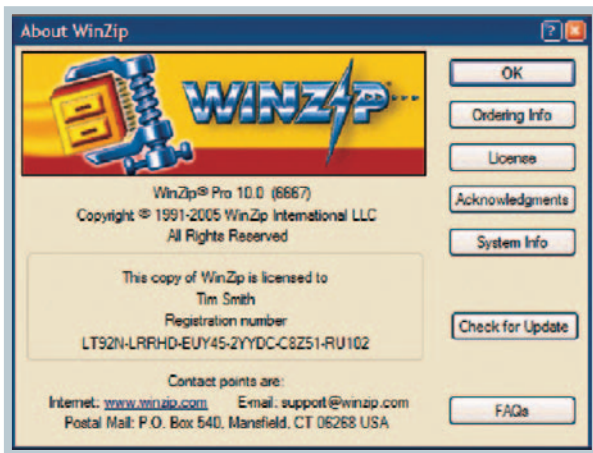 About WinZip
WINZIP
OK
Ordering Info
License
Acknowledgments
System Info
Check for Update
FAQs
WinZip® Pro 10.0 (6667)
Copyright © 1991-2005 WinZip International LLC
All Rights Reserved
This copy of WinZip is licensed to
Tim Smith
Registration number
LT92N-LRRHD-EUY45-2YYDC-C8Z51-RU102
Contact points are:
Internet: www.winzip.com E-mail: support@winzip.com
Postal Mail: P.O. Box 540, Mansfield, CT 06268 USA